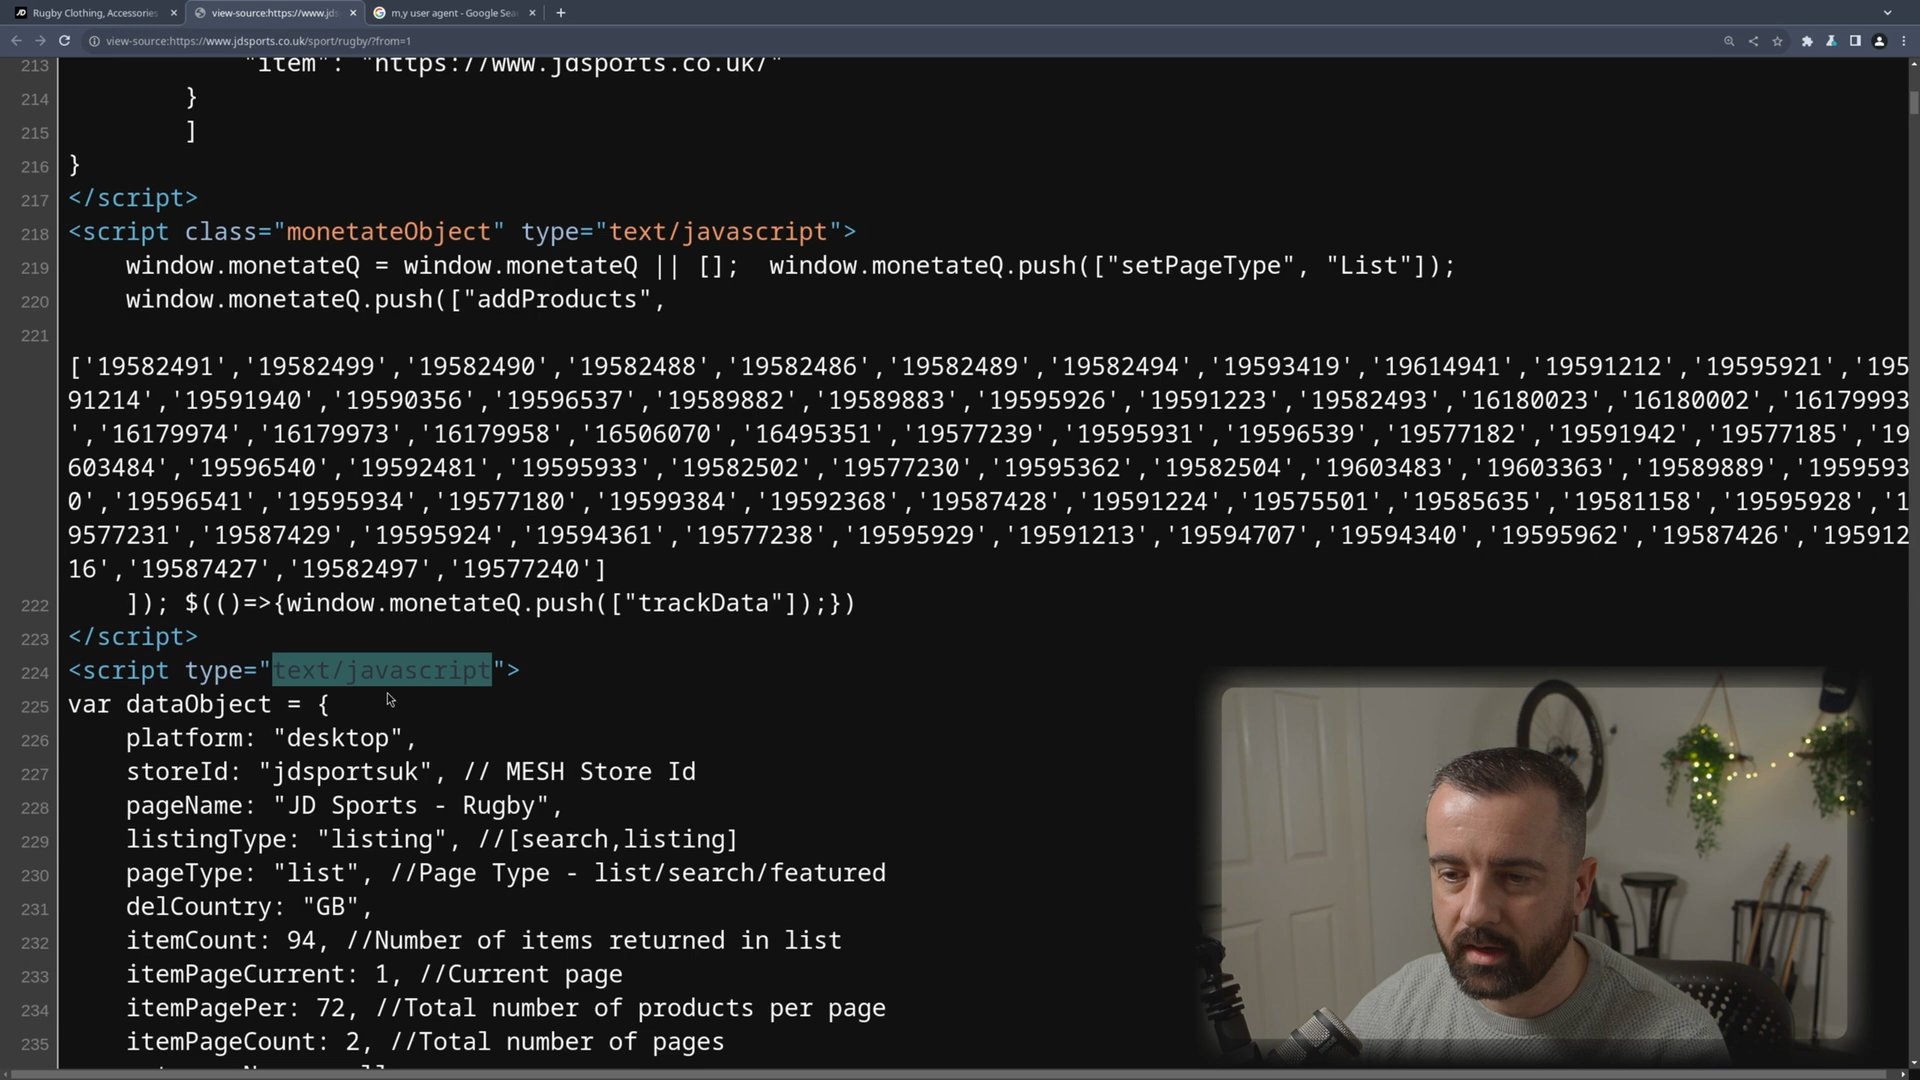 Rugby Clothing, Accessories
view-source:https://www.jds
m,y user agent - Google Sea
view-source:https://www.jdsports.co.uk/sport/rugby/?from=1
213 "item": "https://www.jdsports.co.uk/"
214 }
215 ]
216 }
217 </script>
218 <script class="monetateObject" type="text/javascript">
219 window.monetateQ = window.monetateQ || []; window.monetateQ.push(["setPageType", "List"]);
220 window.monetateQ.push(["addProducts",
221
['19582491','19582499','19582490','19582488','19582486','19582489','19582494','19593419','19614941','19591212','19595921','195
91214','19591940','19590356','19596537','19589882','19589883','19595926','19591223','19582493','16180023','16180002','16179993
','16179974','16179973','16179958','16506070','16495351','19577239','19595931','19596539','19577182','19591942','19577185','19
603484','19596540','19592481','19595933','19582502','19577230','19595362','19582504','19603483','19603363','19589889','1959593
0','19596541','19595934','19577180','19599384','19592368','19587428','19591224','19575501','19585635','19581158','19595928','1
9577231','19587429','19595924','19594361','19577238','19595929','19591213','19594707','19594340','19595962','19587426','195912
16','19587427','19582497','19577240']
222 ]); $(()=>{window.monetateQ.push(["trackData"]);})
223 </script>
224 <script type="text/javascript">
225 var dataObject = {
226 platform: "desktop",
227 storeId: "jdsportsuk", // MESH Store Id
228 pageName: "JD Sports - Rugby",
229 listingType: "listing", //[search,listing]
230 pageType: "list", //Page Type - list/search/featured
231 delCountry: "GB",
232 itemCount: 94, //Number of items returned in list
233 itemPageCurrent: 1, //Current page
234 itemPagePer: 72, //Total number of products per page
235 itemPageCount: 2, //Total number of pages